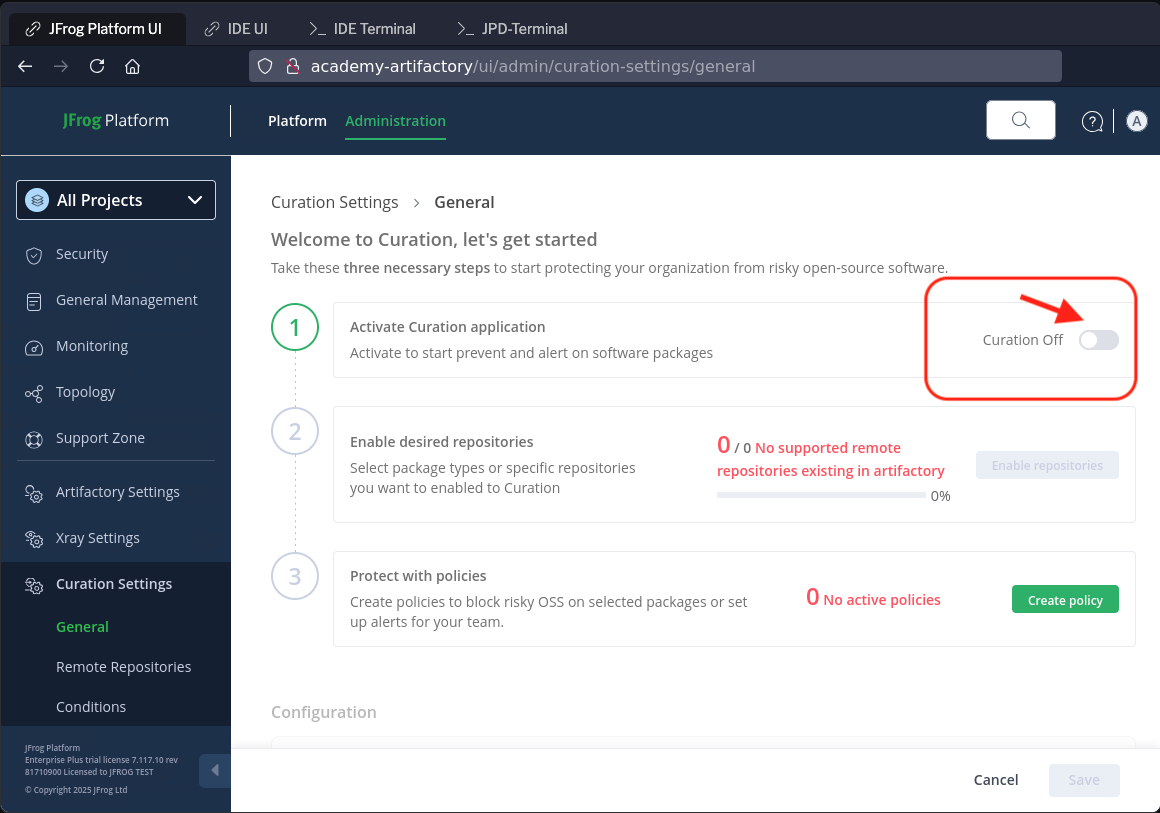 JFrog Platform UI
IDE UI
IDE Terminal
JPD-Terminal
academy-artifactory/ui/admin/curation-settings/general
JFrog Platform
Platform
Administration
A
All Projects
Security
General Management
Monitoring
Topology
Support Zone
Artifactory Settings
Xray Settings
Curation Settings
General
Remote Repositories
Conditions
JFrog Platform
Enterprise Plus trial license 7.117.10 rev
81710900 Licensed to JFROG TEST
© Copyright 2025 JFrog Ltd
Curation Settings > General
Welcome to Curation, let's get started
Take these three necessary steps to start protecting your organization from risky open-source software.
1
Activate Curation application
Activate to start prevent and alert on software packages
Curation Off
2
Enable desired repositories
Select package types or specific repositories
you want to enabled to Curation
0 / 0 No supported remote
repositories existing in artifactory
0%
Enable repositories
3
Protect with policies
Create policies to block risky OSS on selected packages or set
up alerts for your team.
0 No active policies
Create policy
Configuration
Cancel
Save